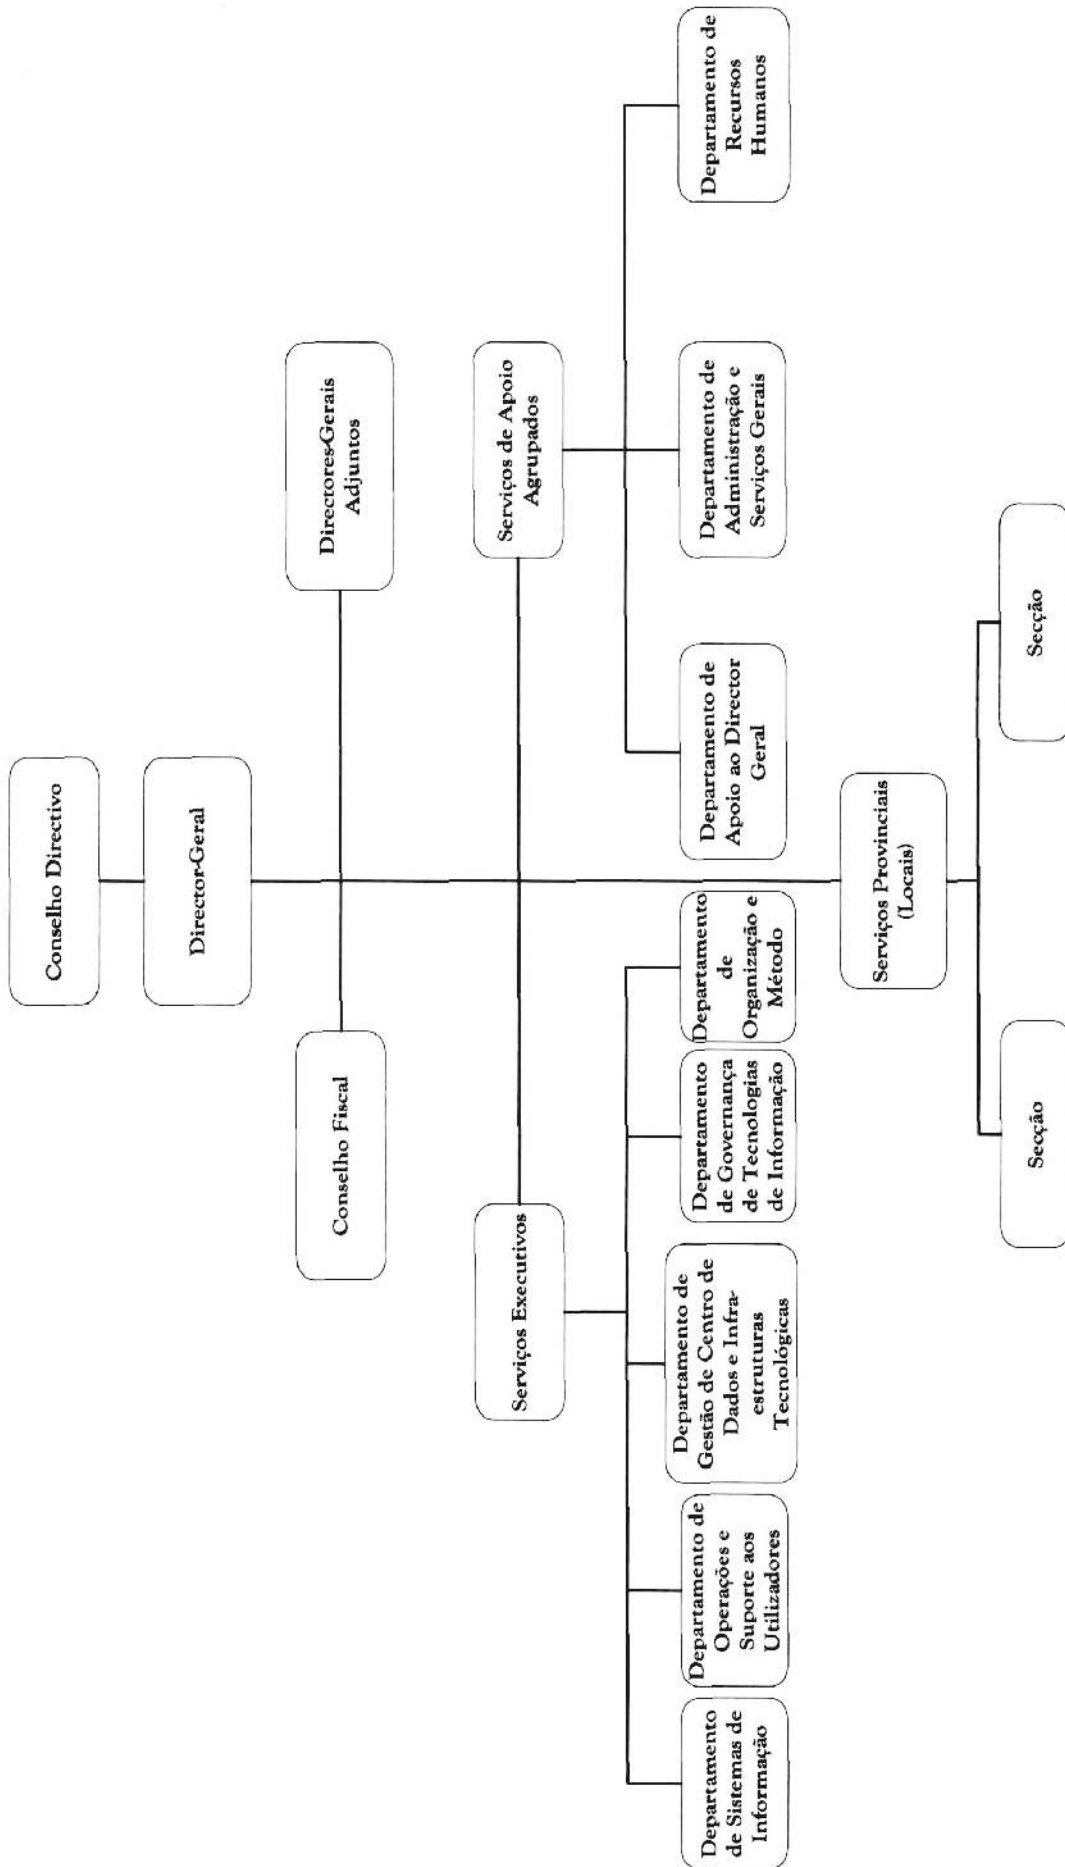 Conselho Directivo
Director-Geral
Conselho Fiscal
Directores-Gerais
Adjuntos
Serviços Executivos
Serviços de Apoio
Agrupados
Departamento
de Sistemas de
Informação
Departamento de
Operações e
Suporte aos
Utilizadores
Departamento de
Gestão de Centro de
Dados e Infra-
estruturas
Tecnológicas
Departamento
de Governança
de Tecnologias
de Informação
Departamento
de
Organização e
Método
Departamento de
Apoio ao Director
Geral
Departamento de
Administração e
Serviços Gerais
Departamento de
Recursos
Humanos
Serviços Provinciais
(Locais)
Secção
Secção